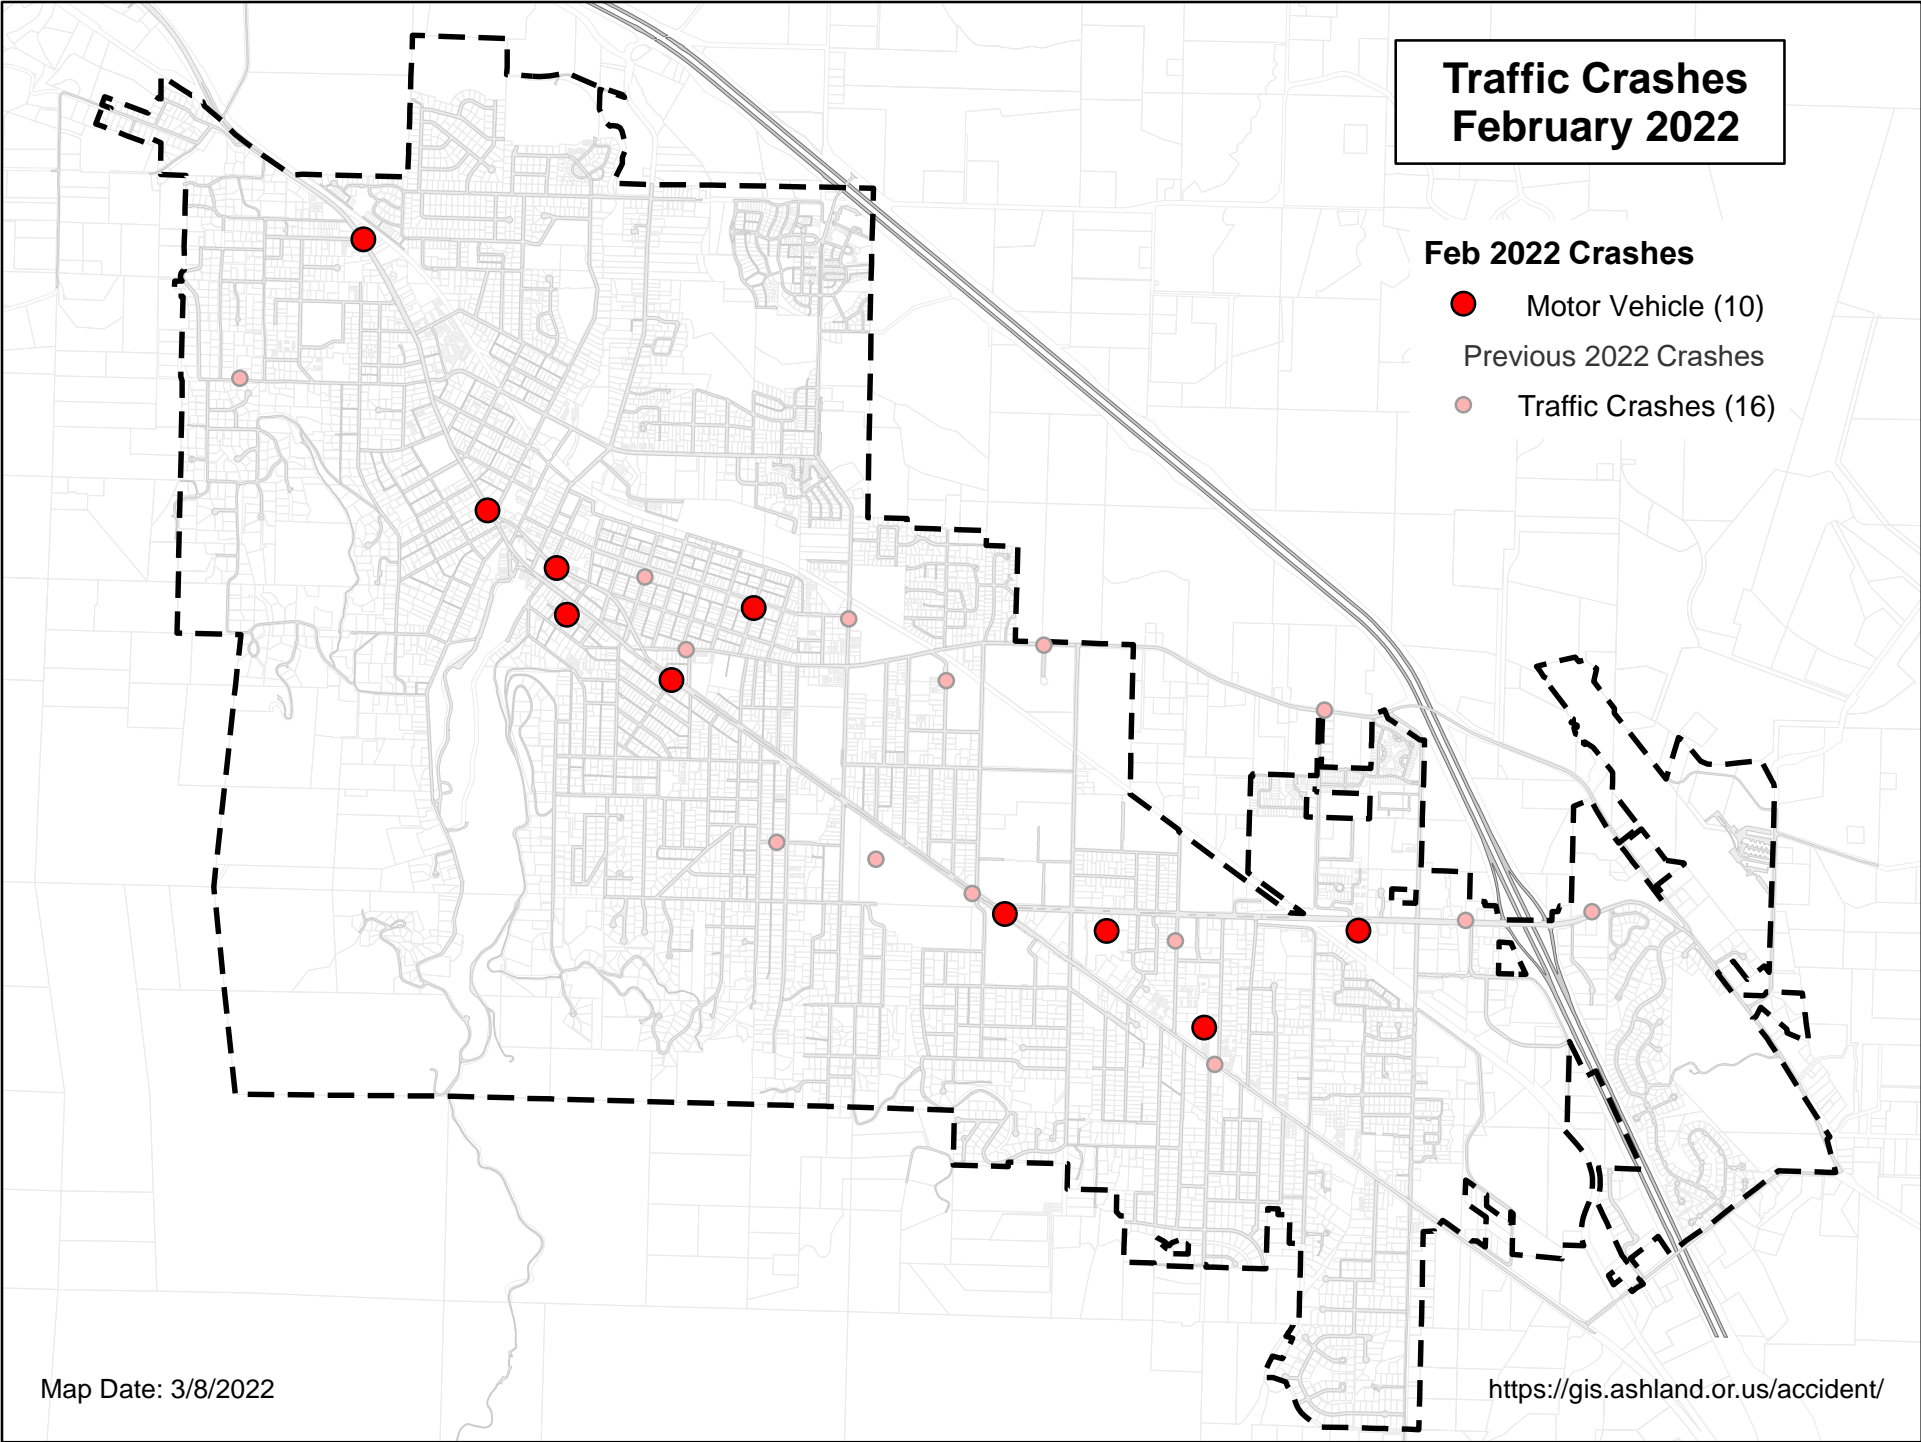 Traffic Crashes
February 2022
Feb 2022 Crashes
Motor Vehicle (10)
Previous 2022 Crashes
Traffic Crashes (16)
Map Date: 3/8/2022
https://gis.ashland.or.us/accident/